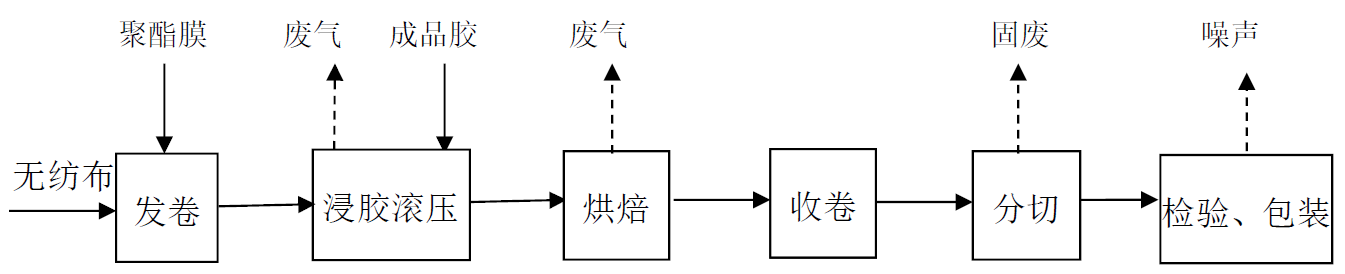 聚酯膜
废气
成品胶
废气
固废
噪声
无纺布
发卷
浸胶滚压
烘焙
收卷
分切
检验、包装